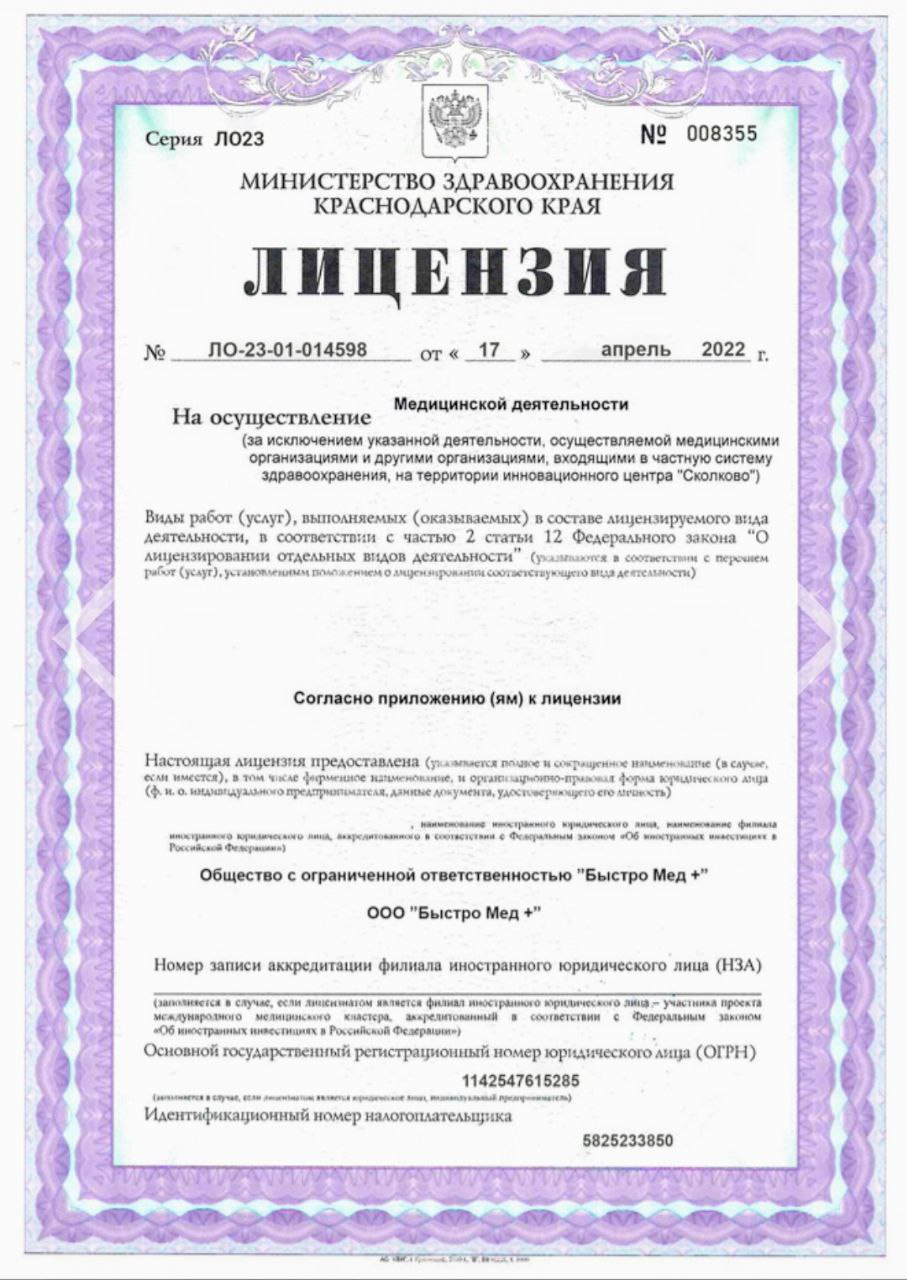 Серия ЛО23
№ 008355
МИНИСТЕРСТВО ЗДРАВООХРАНЕНИЯ
КРАСНОДАРСКОГО КРАЯ
ЛИЦЕНЗИЯ
№ ЛО-23-01-014598 от « 17 » апрель 2022 г.
На осуществление Медицинской деятельности
(за исключением указанной деятельности, осуществляемой медицинскими
организациями и другими организациями, входящими в частную систему
здравоохранения, на территории инновационного центра "Сколково")
Виды работ (услуг), выполняемых (оказываемых) в составе лицензируемого вида
деятельности, в соответствии с частью 2 статьи 12 Федерального закона “О
лицензировании отдельных видов деятельности” (указываются в соответствии с перечнем
работ (услуг), установленным положением о лицензировании соответствующего вида деятельности)
Согласно приложению (ям) к лицензии
Настоящая лицензия предоставлена (указывается полное и сокращенное наименование (в случае,
если имеется), в том числе фирменное наименование, и организационно-правовая форма юридического лица
(ф. и. о. индивидуального предпринимателя, данные документа, удостоверяющего его личность)
, наименование иностранного юридического лица, наименование филиала
иностранного юридического лица, аккредитованного в соответствии с Федеральным законом «Об иностранных инвестициях в
Российской Федерации»)
Общество с ограниченной ответственностью ”Быстро Мед +”
ООО ”Быстро Мед +”
Номер записи аккредитации филиала иностранного юридического лица (НЗА)
(заполняется в случае, если лицензиатом является филиал иностранного юридического лица – участника проекта
международного медицинского кластера, аккредитованный в соответствии с Федеральным законом
«Об иностранных инвестициях в Российской Федерации»)
Основной государственный регистрационный номер юридического лица (ОГРН)
1142547615285
(заполняется в случае, если лицензиатом является юридическое лицо, индивидуальный предприниматель)
Идентификационный номер налогоплательщика
5825233850